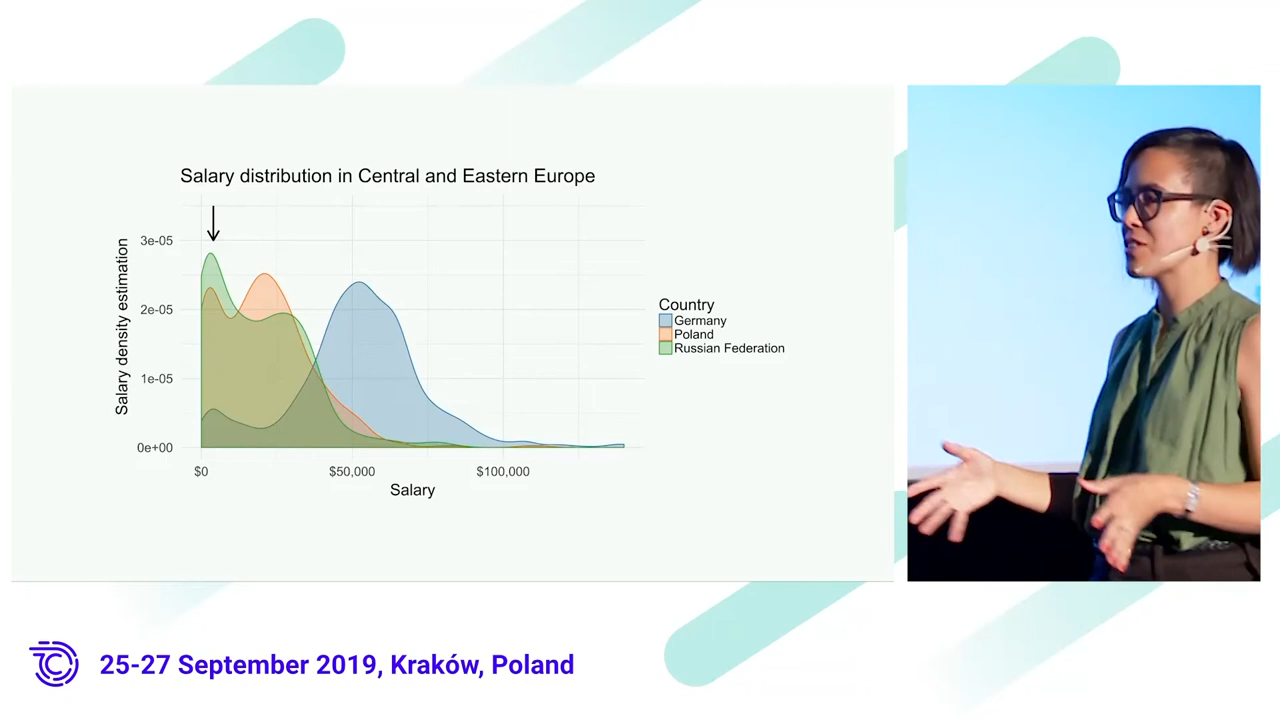 Salary distribution in Central and Eastern Europe
Salary density estimation
3e-05
2e-05
1e-05
0e+00
$0
$50,000
$100,000
Salary
Country
Germany
Poland
Russian Federation
25-27 September 2019, Kraków, Poland